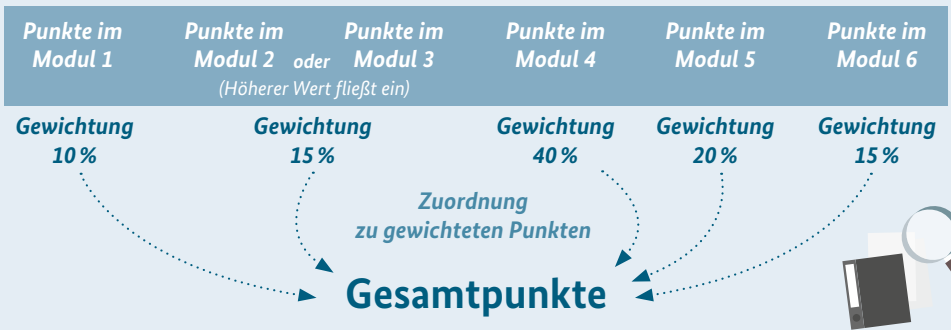 Punkte im Modul 1
Punkte im Modul 2 oder Punkte im Modul 3
(Höherer Wert fließt ein)
Punkte im Modul 4
Punkte im Modul 5
Punkte im Modul 6
Gewichtung 10 %
Gewichtung 15 %
Gewichtung 40 %
Gewichtung 20 %
Gewichtung 15 %
Zuordnung
zu gewichteten Punkten
Gesamtpunkte